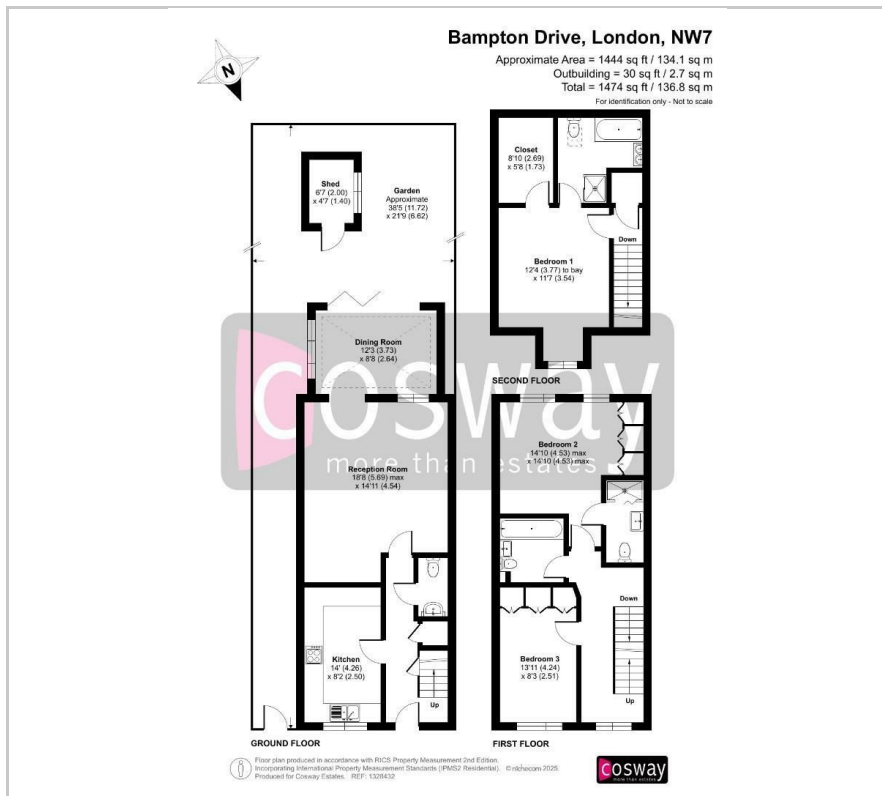 Bampton Drive, London, NW7
Approximate Area = 1444 sq ft / 134.1 sq m
Outbuilding = 30 sq ft / 2.7 sq m
Total = 1474 sq ft / 136.8 sq m
For identification only - Not to scale
N
Shed
6'7 (2.00)
x 4'7 (1.40)
Garden
Approximate
38'5 (11.72)
x 21'9 (6.62)
Dining Room
12'3 (3.73)
x 8'8 (2.64)
Reception Room
18'8 (5.69) max
x 14'11 (4.54)
Kitchen
14' (4.26)
x 8'2 (2.50)
Up
GROUND FLOOR
Closet
8'10 (2.69)
x 5'8 (1.73)
Bedroom 1
12'4 (3.77) to bay
x 11'7 (3.54)
Down
SECOND FLOOR
Bedroom 2
14'10 (4.53) max
x 14'10 (4.53) max
Bedroom 3
13'11 (4.24)
x 8'3 (2.51)
Down
Up
FIRST FLOOR
cosway
more than estates
Floor plan produced in accordance with RICS Property Measurement 2nd Edition.
Incorporating International Property Measurement Standards (IPMS2 Residential). © nichecom 2025.
Produced for Cosway Estates. REF: 1328432
cosway
more than estates